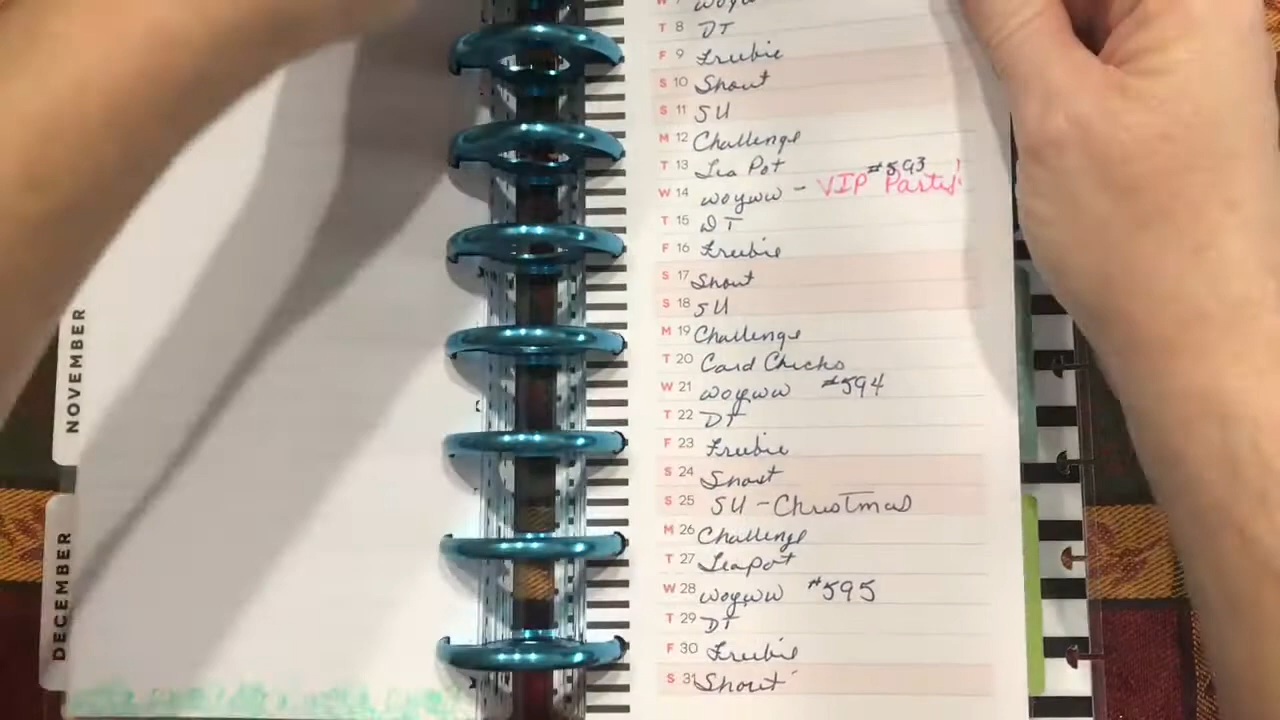 NOVEMBER
DECEMBER
W 7 woyww
T 8 DT
F 9 Freebie
S 10 Shout
S 11 SU
M 12 Challenge
T 13 Tea Pot
W 14 woyww - #593 VIP Party!
T 15 DT
F 16 Freebie
S 17 Shout
S 18 SU
M 19 Challenge
T 20 Card Chicks
W 21 woyww #594
T 22 DT
F 23 Freebie
S 24 Shout
S 25 SU - Christmas
M 26 Challenge
T 27 Teapot
W 28 woyww #595
T 29 DT
F 30 Freebie
S 31 Shout